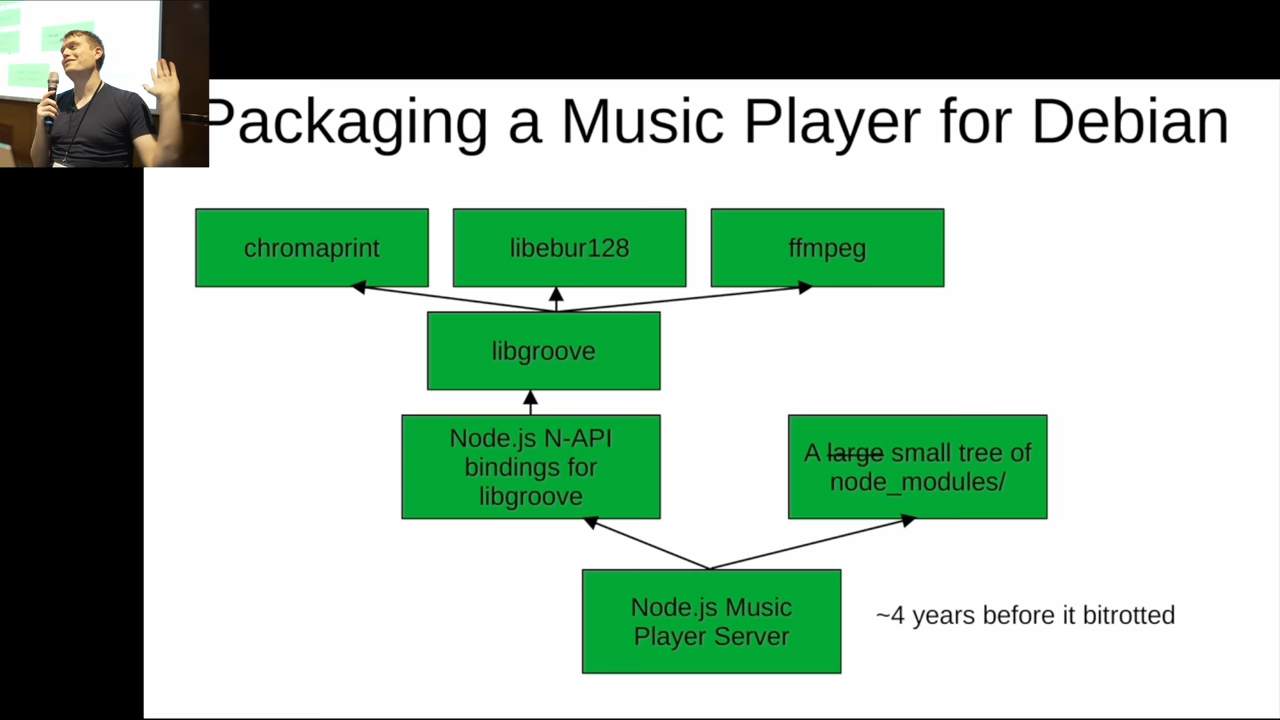 Packaging a Music Player for Debian
chromaprint
libebur128
ffmpeg
libgroove
Node.js N-API
bindings for
libgroove
A large small tree of
node_modules/
Node.js Music
Player Server
~4 years before it bitrotted